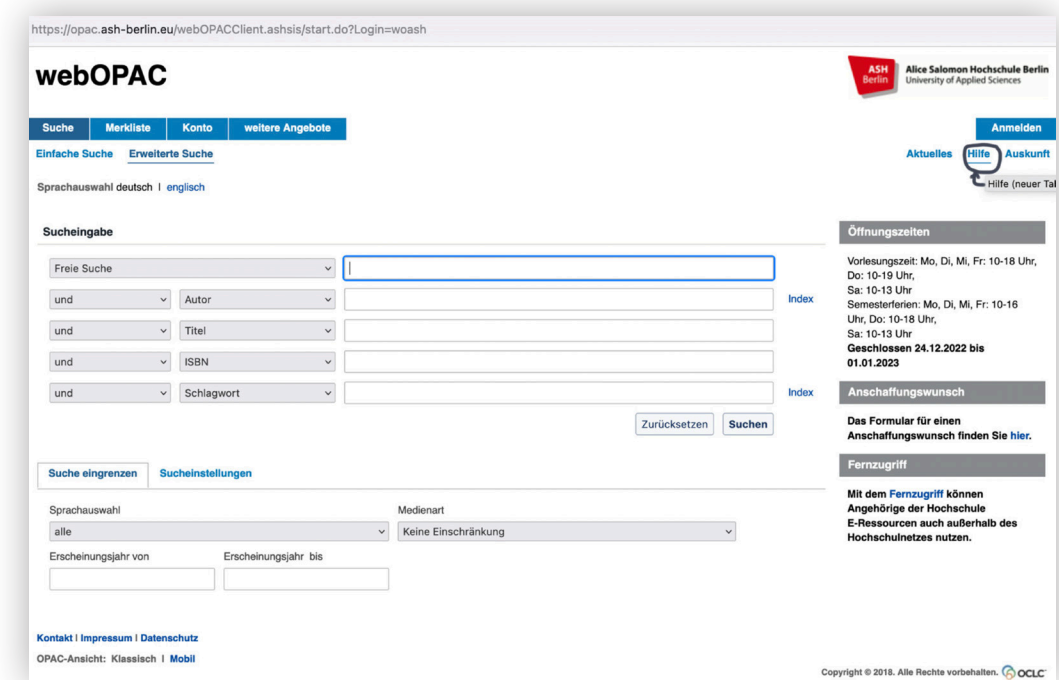 https://opac.ash-berlin.eu/webOPACClient.ashsis/start.do?Login=woash
webOPAC
ASH Berlin
Alice Salomon Hochschule Berlin
University of Applied Sciences
Suche Merkliste Konto weitere Angebote Anmelden
Einfache Suche Erweiterte Suche Aktuelles Hilfe Auskunft
Hilfe (neuer Tab
Sprachauswahl deutsch | englisch
Sucheingabe
Freie Suche
und Autor Index
und Titel
und ISBN
und Schlagwort Index
Zurücksetzen Suchen
Suche eingrenzen Sucheinstellungen
Sprachauswahl Medienart
alle Keine Einschränkung
Erscheinungsjahr von Erscheinungsjahr bis
Öffnungszeiten
Vorlesungszeit: Mo, Di, Mi, Fr: 10-18 Uhr,
Do: 10-19 Uhr,
Sa: 10-13 Uhr
Semesterferien: Mo, Di, Mi, Fr: 10-16
Uhr, Do: 10-18 Uhr,
Sa: 10-13 Uhr
Geschlossen 24.12.2022 bis
01.01.2023
Anschaffungswunsch
Das Formular für einen
Anschaffungswunsch finden Sie hier.
Fernzugriff
Mit dem Fernzugriff können
Angehörige der Hochschule
E-Ressourcen auch außerhalb des
Hochschulnetzes nutzen.
Kontakt | Impressum | Datenschutz
OPAC-Ansicht: Klassisch | Mobil
Copyright © 2018. Alle Rechte vorbehalten. OCLC